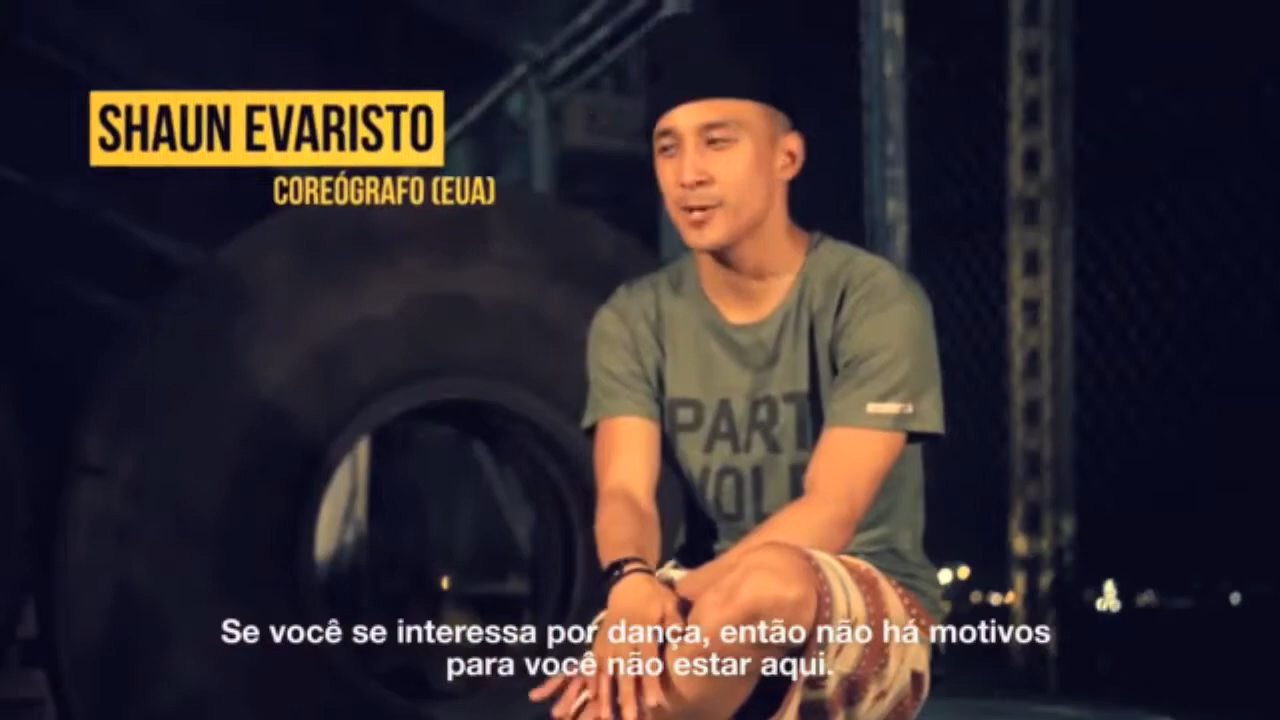 SHAUN EVARISTO
COREÓGRAFO (EUA)
PART
WOL
Se você se interessa por dança, então não há motivos
para você não estar aqui.